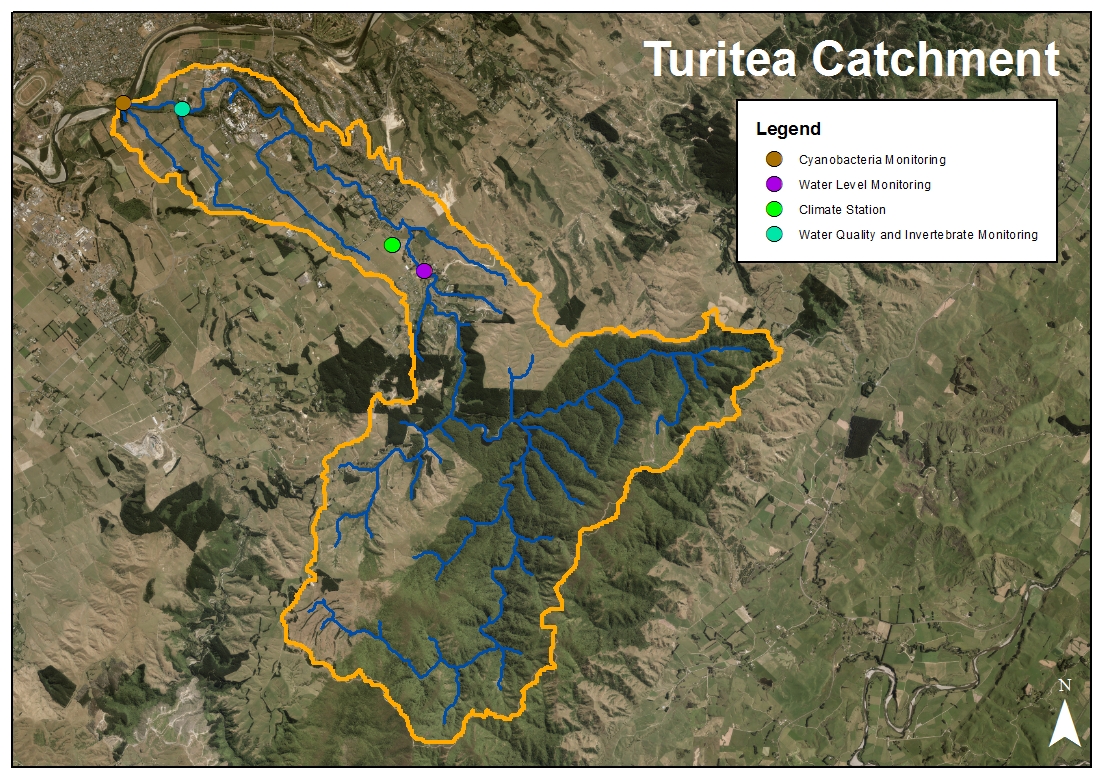 Turitea Catchment
Legend
Cyanobacteria Monitoring
Water Level Monitoring
Climate Station
Water Quality and Invertebrate Monitoring
N